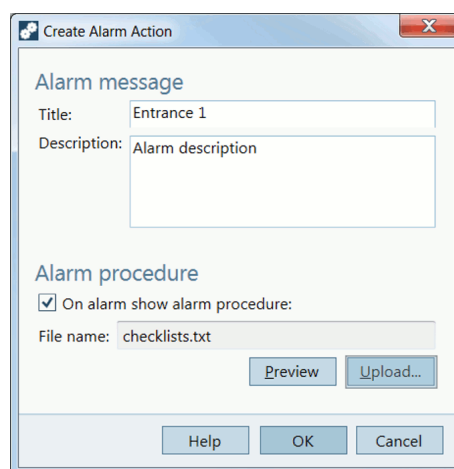 Create Alarm Action
Alarm message
Title: Entrance 1
Description: Alarm description
Alarm procedure
On alarm show alarm procedure:
File name: checklists.txt
Preview Upload...
Help OK Cancel